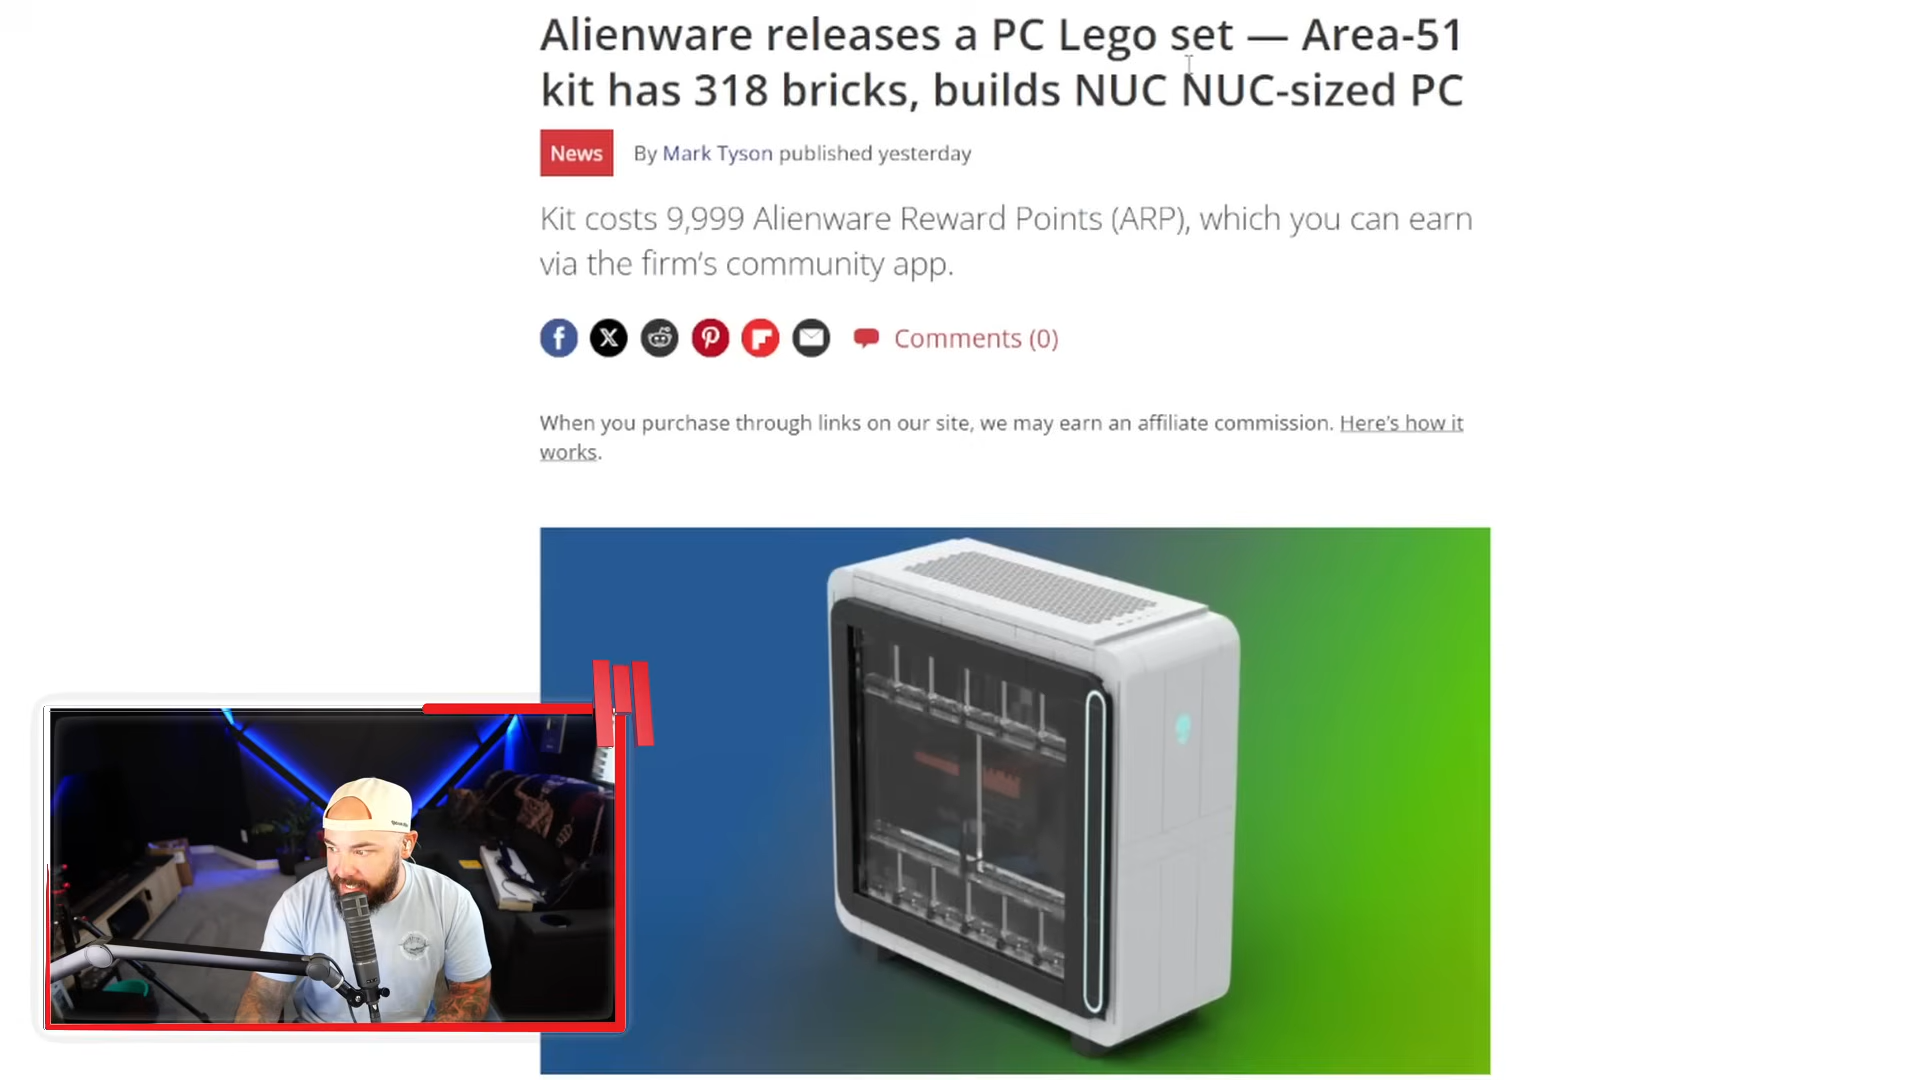 Alienware releases a PC Lego set — Area-51
kit has 318 bricks, builds NUC NUC-sized PC
News
By Mark Tyson published yesterday
Kit costs 9,999 Alienware Reward Points (ARP), which you can earn
via the firm's community app.
Comments (0)
When you purchase through links on our site, we may earn an affiliate commission. Here's how it
works.